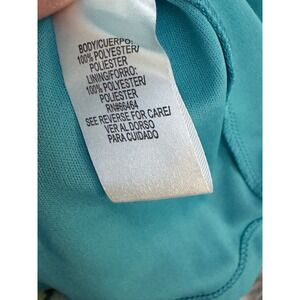 BODY/CUERPO:
100% POLYESTER/
POLIESTER
LINING/FORRO:
100% POLYESTER/
POLIESTER
RN#66464
SEE REVERSE FOR CARE/
VER AL DORSO
PARA CUIDADO